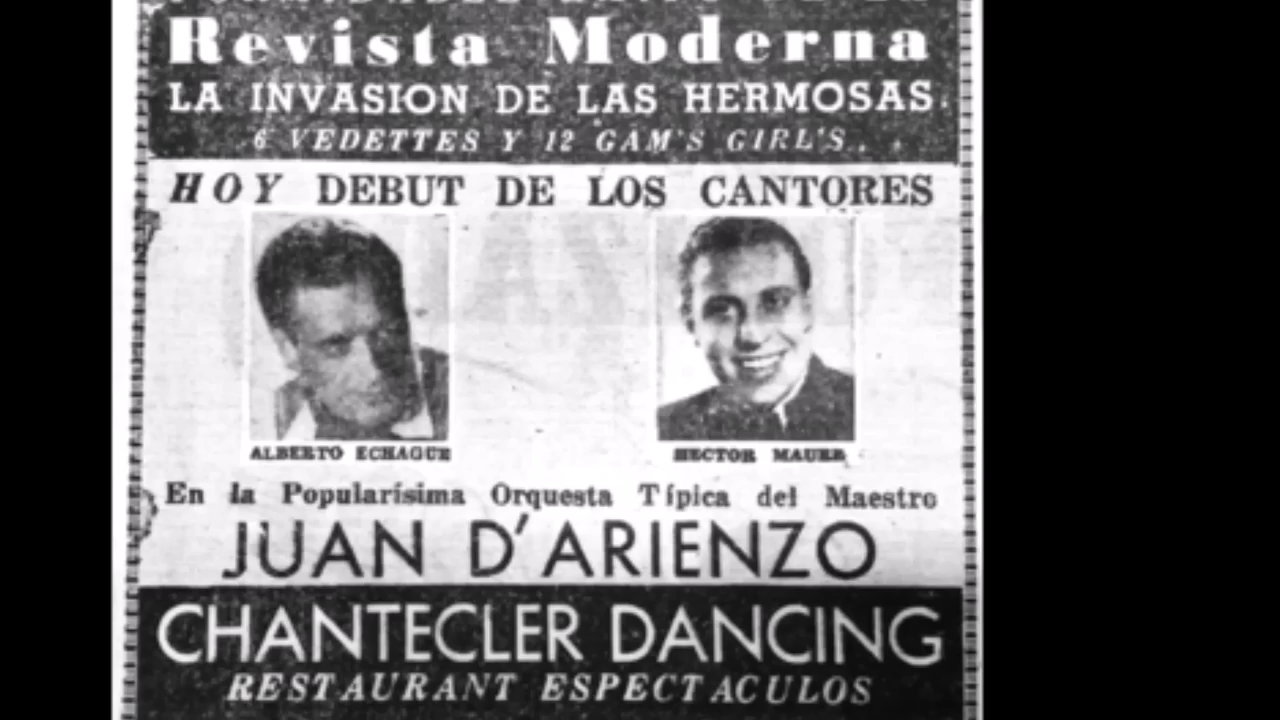 Revista Moderna
LA INVASION DE LAS HERMOSAS.
6 VEDETTES Y 12 GAM'S GIRL'S..
HOY DEBUT DE LOS CANTORES
ALBERTO ECHAGÜE
HECTOR MAURE
En la Popularísima Orquesta Típica del Maestro
JUAN D'ARIENZO
CHANTECLER DANCING
RESTAURANT ESPECTACULOS